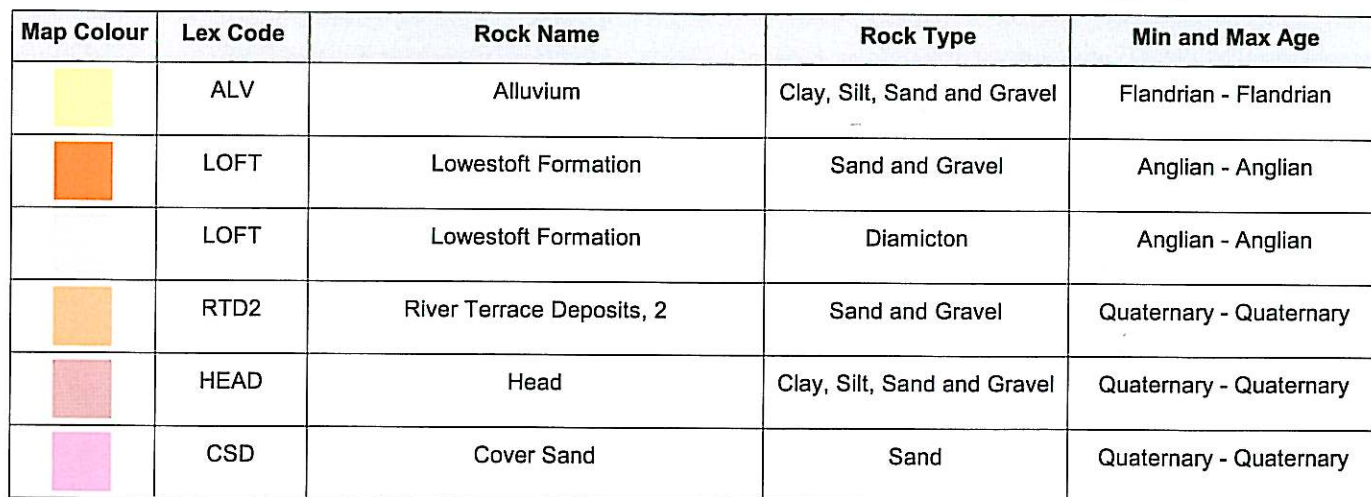 Map Colour Lex Code Rock Name Rock Type Min and Max Age
ALV Alluvium Clay, Silt, Sand and Gravel Flandrian - Flandrian
LOFT Lowestoft Formation Sand and Gravel Anglian - Anglian
LOFT Lowestoft Formation Diamicton Anglian - Anglian
RTD2 River Terrace Deposits, 2 Sand and Gravel Quaternary - Quaternary
HEAD Head Clay, Silt, Sand and Gravel Quaternary - Quaternary
CSD Cover Sand Sand Quaternary - Quaternary